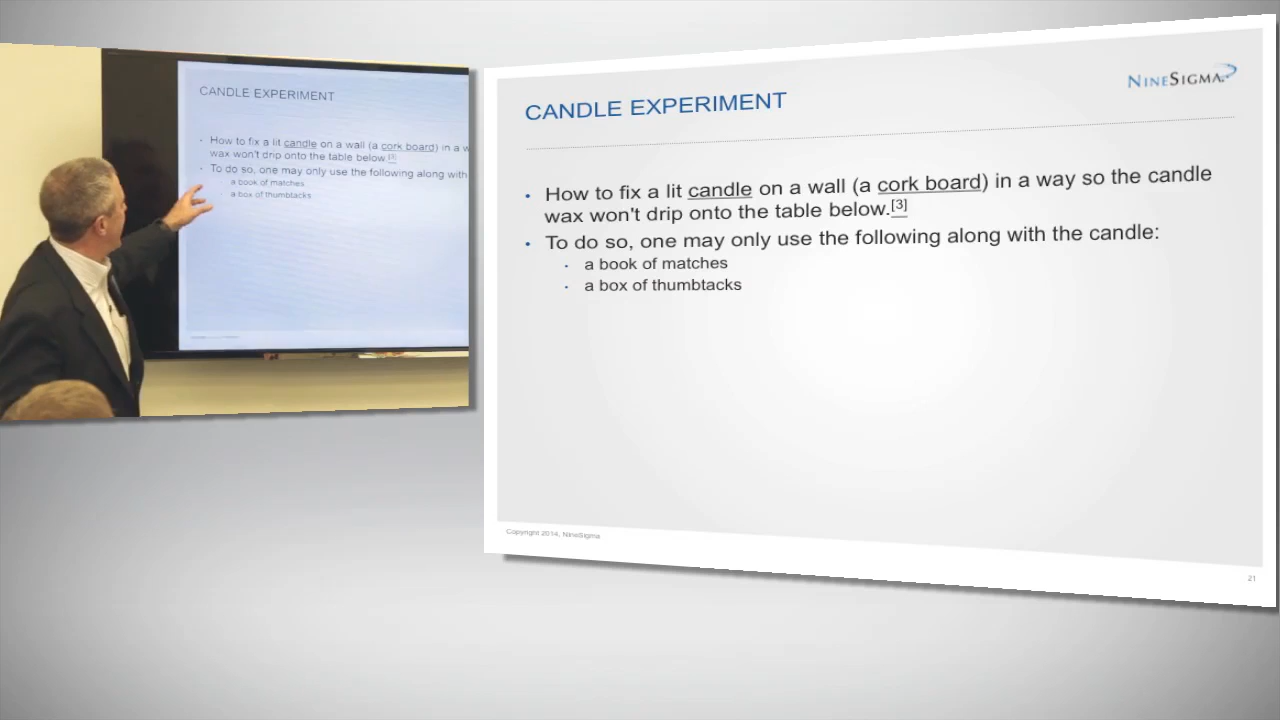 CANDLE EXPERIMENT
How to fix a lit candle on a wall (a cork board) in a w
wax won't drip onto the table below.[3]
To do so, one may only use the following along with
a book of matches
a box of thumbtacks
NINESIGMA
CANDLE EXPERIMENT
How to fix a lit candle on a wall (a cork board) in a way so the candle
wax won't drip onto the table below.[3]
To do so, one may only use the following along with the candle:
a book of matches
a box of thumbtacks
Copyright 2014, NineSigma
21